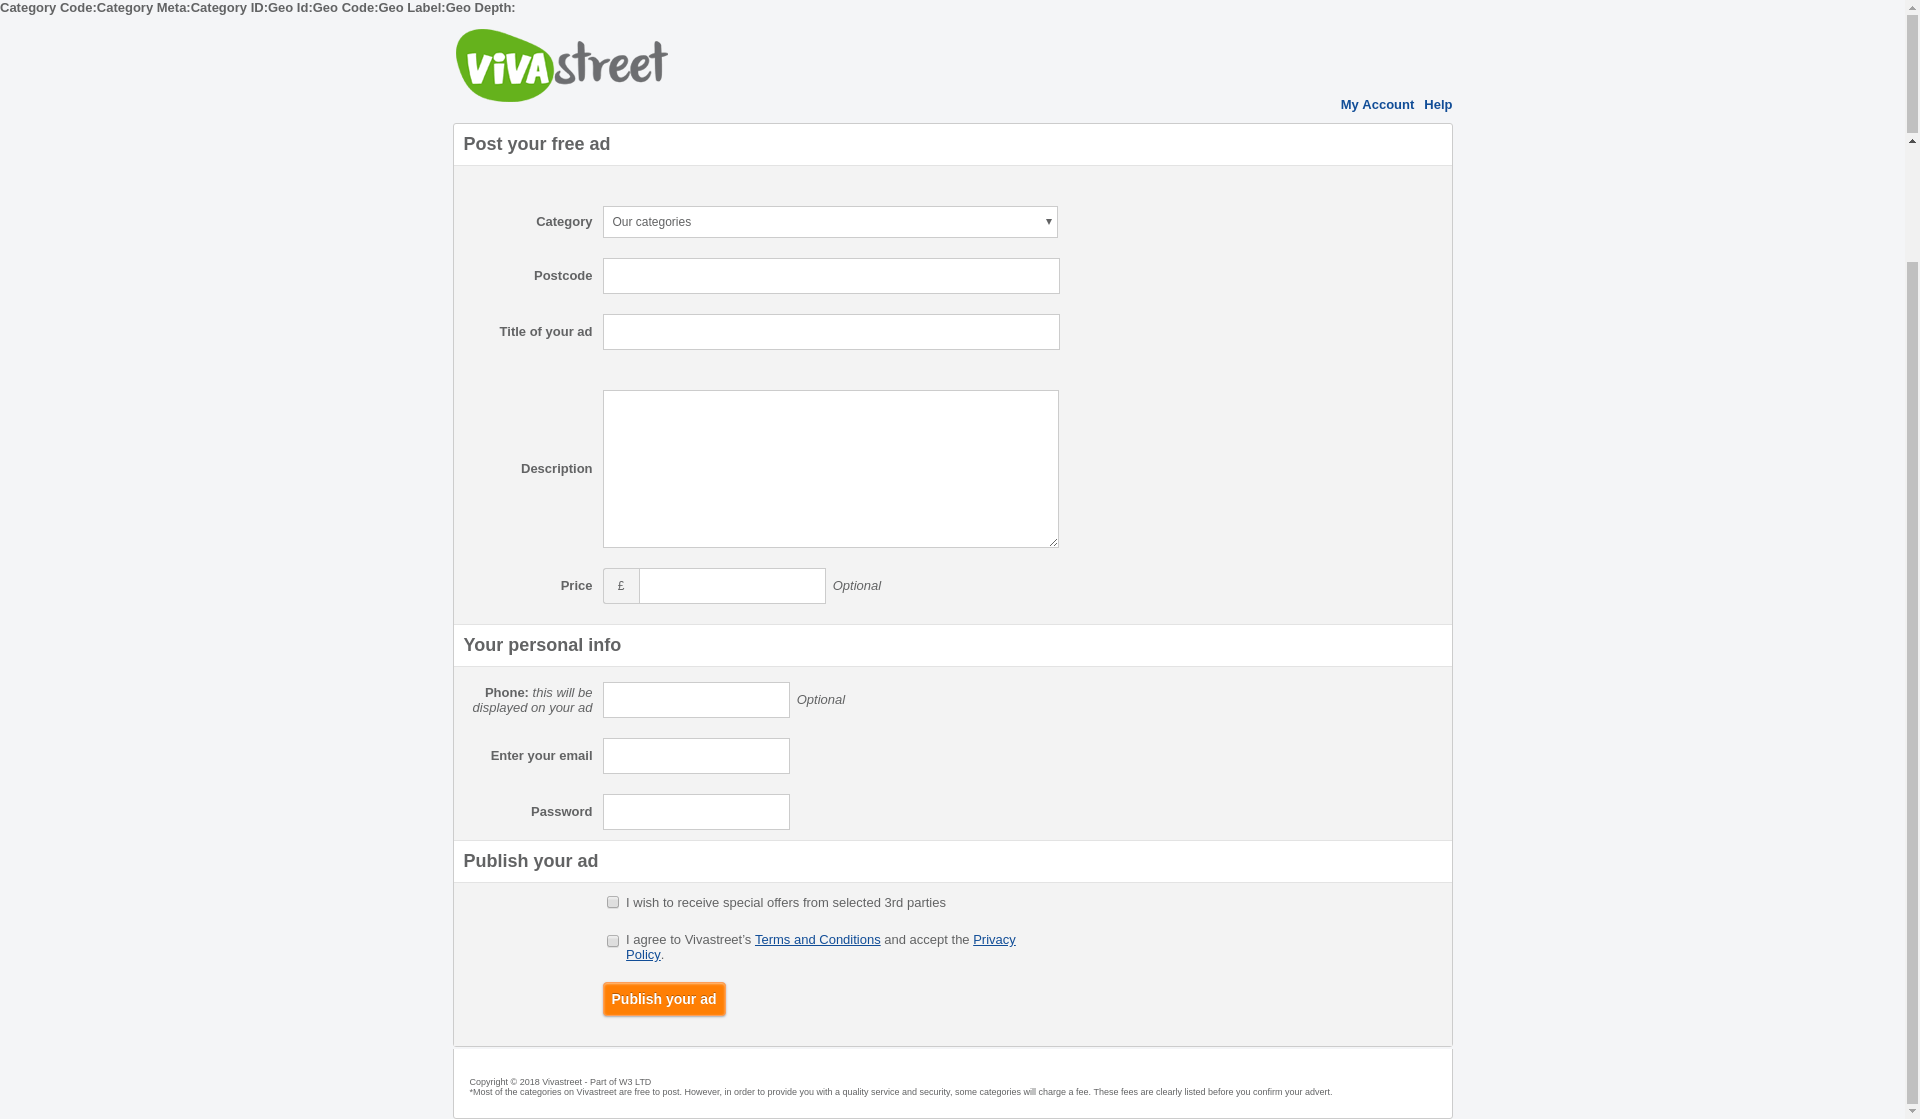 Category Code:Category Meta:Category ID:Geo Id:Geo Code:Geo Label:Geo Depth:
ViVAstreet
My Account Help
Post your free ad
Category Our categories
Postcode
Title of your ad
Description
Price £ Optional
Your personal info
Phone: this will be
displayed on your ad
Optional
Enter your email
Password
Publish your ad
I wish to receive special offers from selected 3rd parties
I agree to Vivastreet’s Terms and Conditions and accept the Privacy
Policy.
Publish your ad
Copyright © 2018 Vivastreet - Part of W3 LTD
*Most of the categories on Vivastreet are free to post. However, in order to provide you with a quality service and security, some categories will charge a fee. These fees are clearly listed before you confirm your advert.